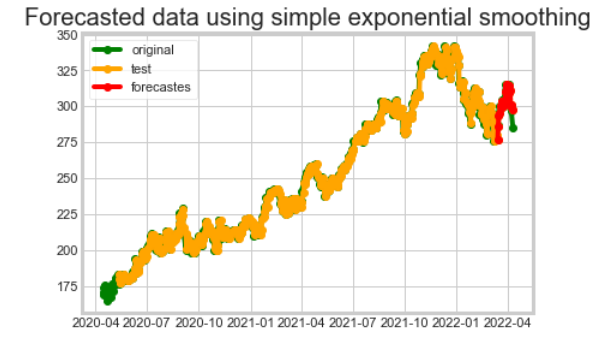 Forecasted data using simple exponential smoothing
350
325
300
275
250
225
200
175
original
test
forecastes
2020-04 2020-07 2020-10 2021-01 2021-04 2021-07 2021-10 2022-01 2022-04